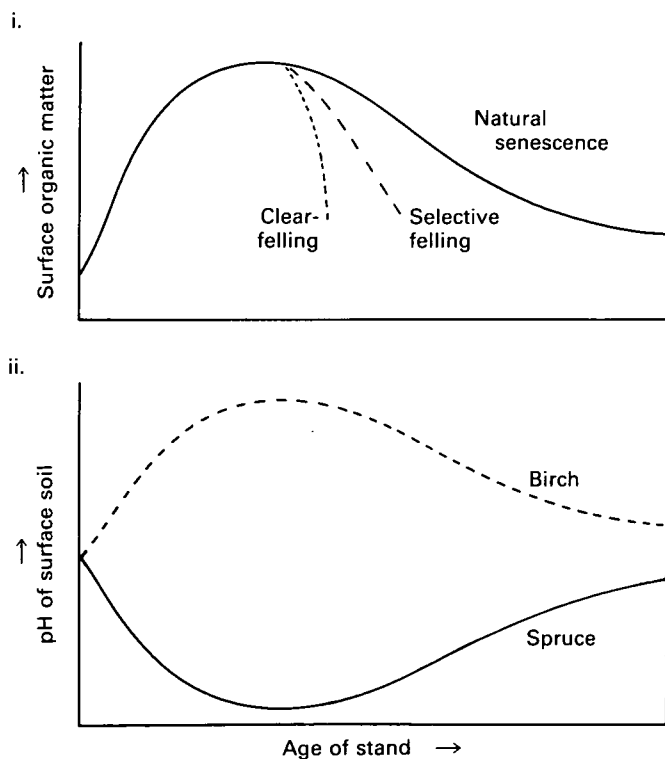 i.
Surface organic matter →
Natural
senescence
Clear-
felling
Selective
felling
ii.
pH of surface soil →
Birch
Spruce
Age of stand →